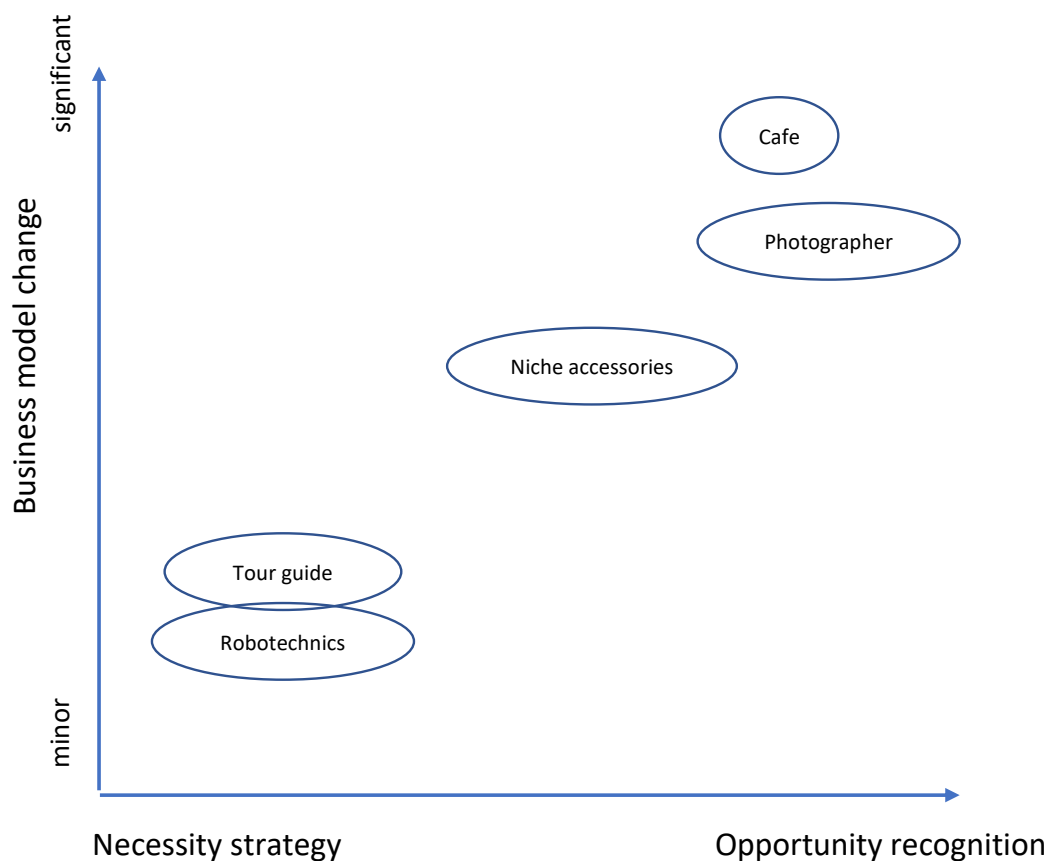 significant
Business model change
minor
Cafe
Photographer
Niche accessories
Tour guide
Robotechnics
Necessity strategy
Opportunity recognition